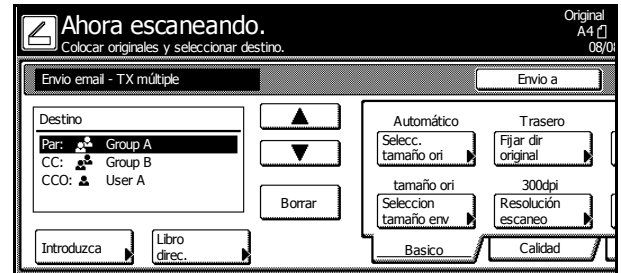 Ahora escaneando.
Colocar originales y seleccionar destino.
Original
A4
08/0
Envio email - TX múltiple
Envio a
Destino
Par: Group A
CC: Group B
CCO: User A
Borrar
Introduzca
Libro
direc.
Automático
Trasero
Selecc.
tamaño ori
Fijar dir
original
tamaño ori
300dpi
Seleccion
tamaño env
Resolución
escaneo
Basico
Calidad